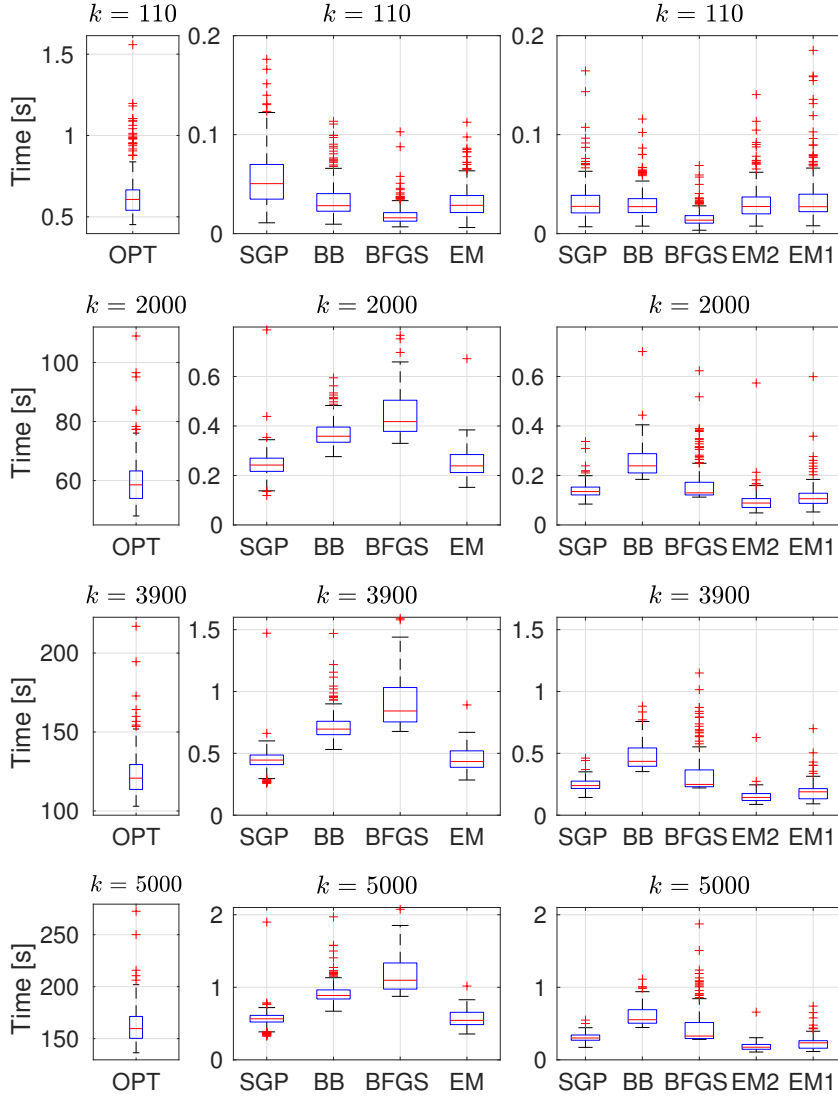 k = 110
k = 110
k = 110
Time [s]
1.5
1
0.5
OPT
0.2
0.1
0
SGP BB BFGS EM
0.2
0.1
0
SGP BB BFGS EM2 EM1
k = 2000
k = 2000
k = 2000
Time [s]
100
80
60
OPT
0.6
0.4
0.2
0
SGP BB BFGS EM
0.6
0.4
0.2
0
SGP BB BFGS EM2 EM1
k = 3900
k = 3900
k = 3900
Time [s]
200
150
100
OPT
1.5
1
0.5
0
SGP BB BFGS EM
1.5
1
0.5
0
SGP BB BFGS EM2 EM1
k = 5000
k = 5000
k = 5000
Time [s]
250
200
150
OPT
2
1
0
SGP BB BFGS EM
2
1
0
SGP BB BFGS EM2 EM1